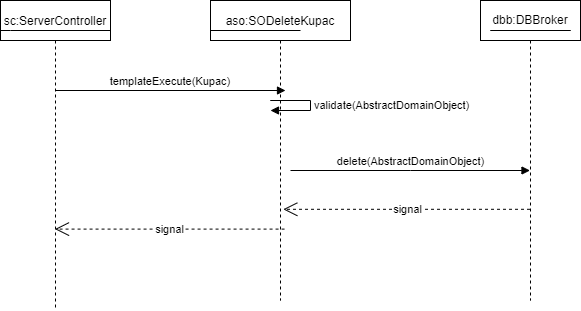 sc:ServerController
aso:SODeleteKupac
dbb:DBBroker
templateExecute(Kupac)
validate(AbstractDomainObject)
delete(AbstractDomainObject)
signal
signal